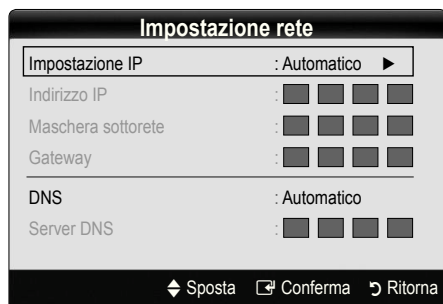 Impostazione rete
Impostazione IP : Automatico ►
Indirizzo IP :
Maschera sottorete :
Gateway :
DNS : Automatico
Server DNS :
Sposta Conferma Ritorna